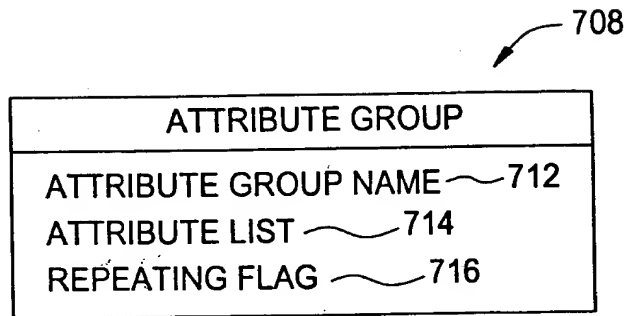 708
ATTRIBUTE GROUP
ATTRIBUTE GROUP NAME 712
ATTRIBUTE LIST 714
REPEATING FLAG 716